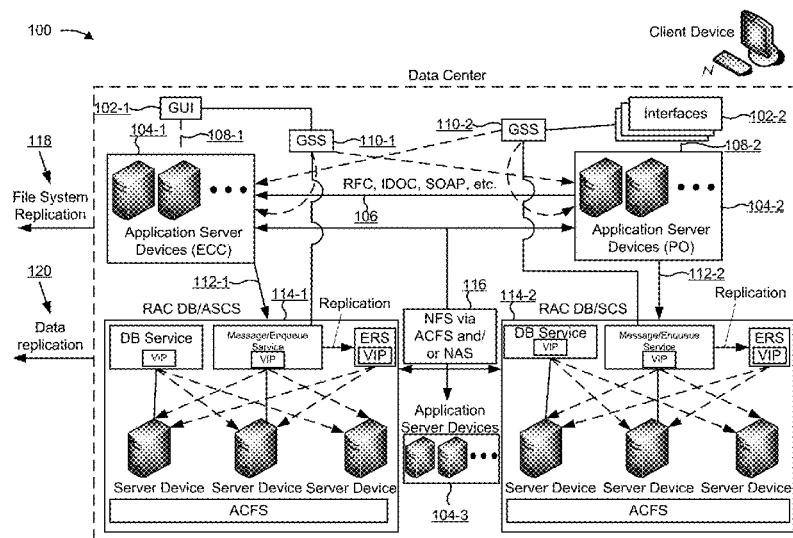 100
Client Device
Data Center
102-1
GUI
Interfaces
102-2
118
104-1
108-1
GSS
110-1
110-2
GSS
108-2
File System
Replication
RFC, IDOC, SOAP, etc.
106
Application Server
Devices (ECC)
Application Server
Devices (PO)
104-2
120
112-1
112-2
Data
replication
RAC DB/ASCS
114-1
Replication
116
114-2
RAC DB/SCS
Replication
DB Service
VIP
Message/Enqueue
Service
VIP
ERS
VIP
NFS via
ACFS and/
or NAS
DB Service
VIP
Message/Enqueue
Service
VIP
ERS
VIP
Application
Server Devices
104-3
Server Device
Server Device
Server Device
Server Device
Server Device
Server Device
ACFS
ACFS